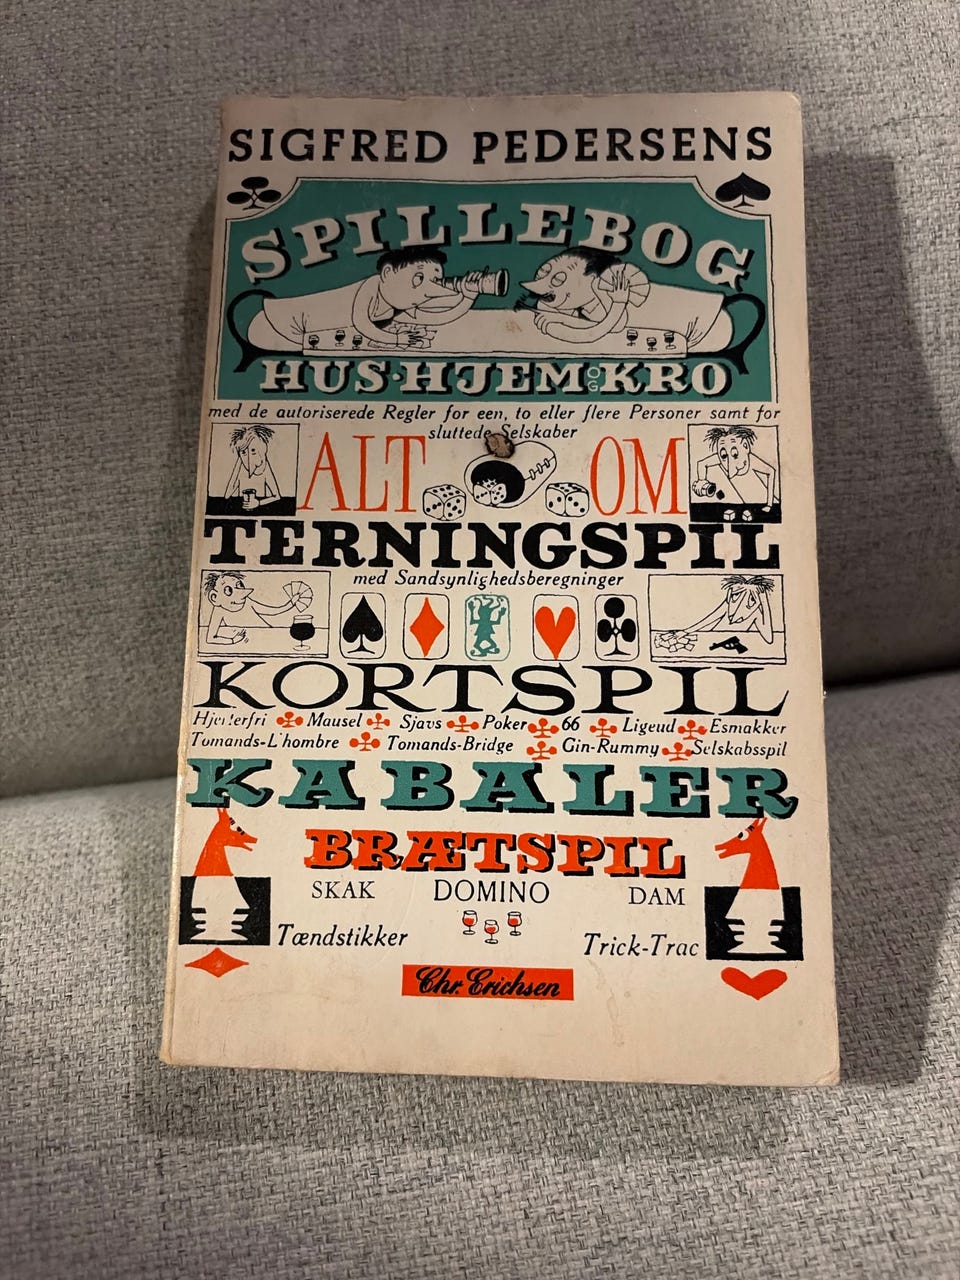 SIGFRED PEDERSENS
SPILLEBOG
HUS·HJEM OG KRO
med de autoriserede Regler for een, to eller flere Personer samt for
sluttede Selskaber
ALT OM
TERNINGSPIL
med Sandsynlighedsberegninger
KORTSPIL
Hjerterfri Mausel Sjavs Poker 66 Ligeud Esmakker
Tomands-L'hombre Tomands-Bridge Gin-Rummy Selskabsspil
KABALER
BRÆTSPIL
SKAK DOMINO DAM
Tændstikker Trick-Trac
Chr. Erichsen